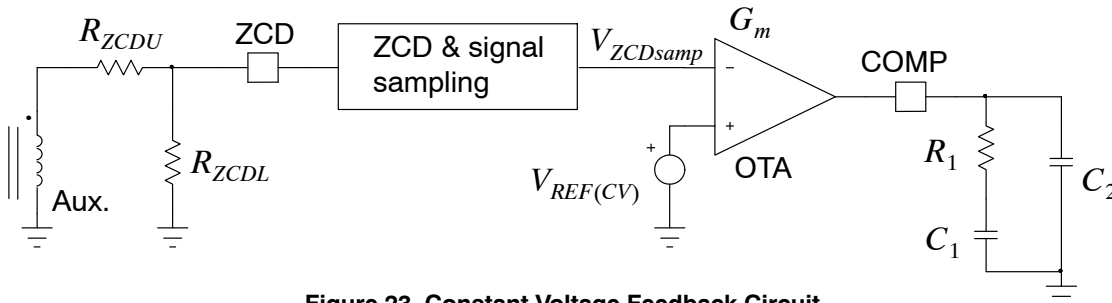 R_ZCDU
ZCD
ZCD & signal
sampling
V_ZCDsamp
G_m
COMP
−
+
OTA
+
V_REF(CV)
R_ZCDL
Aux.
R_1
C_1
C_2
Figure 23. Constant Voltage Feedback Circuit